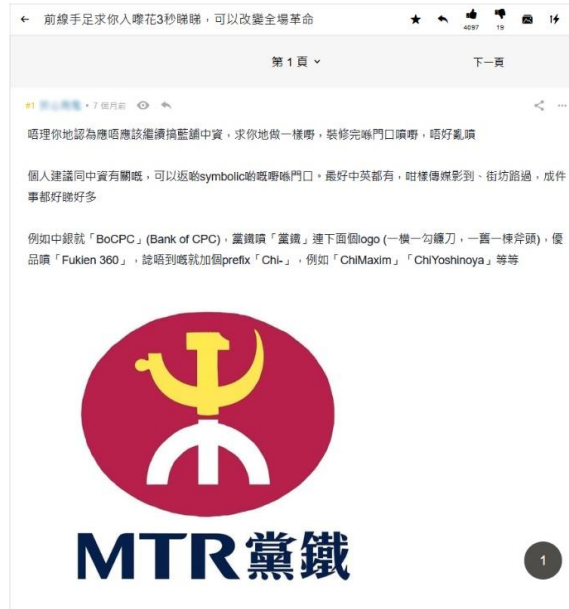 前線手足求你入嚟花3秒睇睇，可以改變全場革命
4097
19
第 1 頁
下一頁
#1
• 7 個月前
唔理你地認為應唔應該繼續搞藍舖中資，求你地做一樣嘢，裝修完喺門口噴嘢，唔好亂噴
個人建議同中資有關嘅，可以返啲symbolic啲嘅嘢喺門口。最好中英都有，咁樣傳媒影到、街坊路過，成件
事都好睇好多
例如中銀就「BoCPC」(Bank of CPC)，黨鐵噴「黨鐵」連下面個logo (一橫一勾鐮刀，一舊一棟斧頭)，優
品噴「Fukien 360」，諗唔到嘅就加個prefix「Chi-」，例如「ChiMaxim」「ChiYoshinoya」等等
MTR黨鐵
1